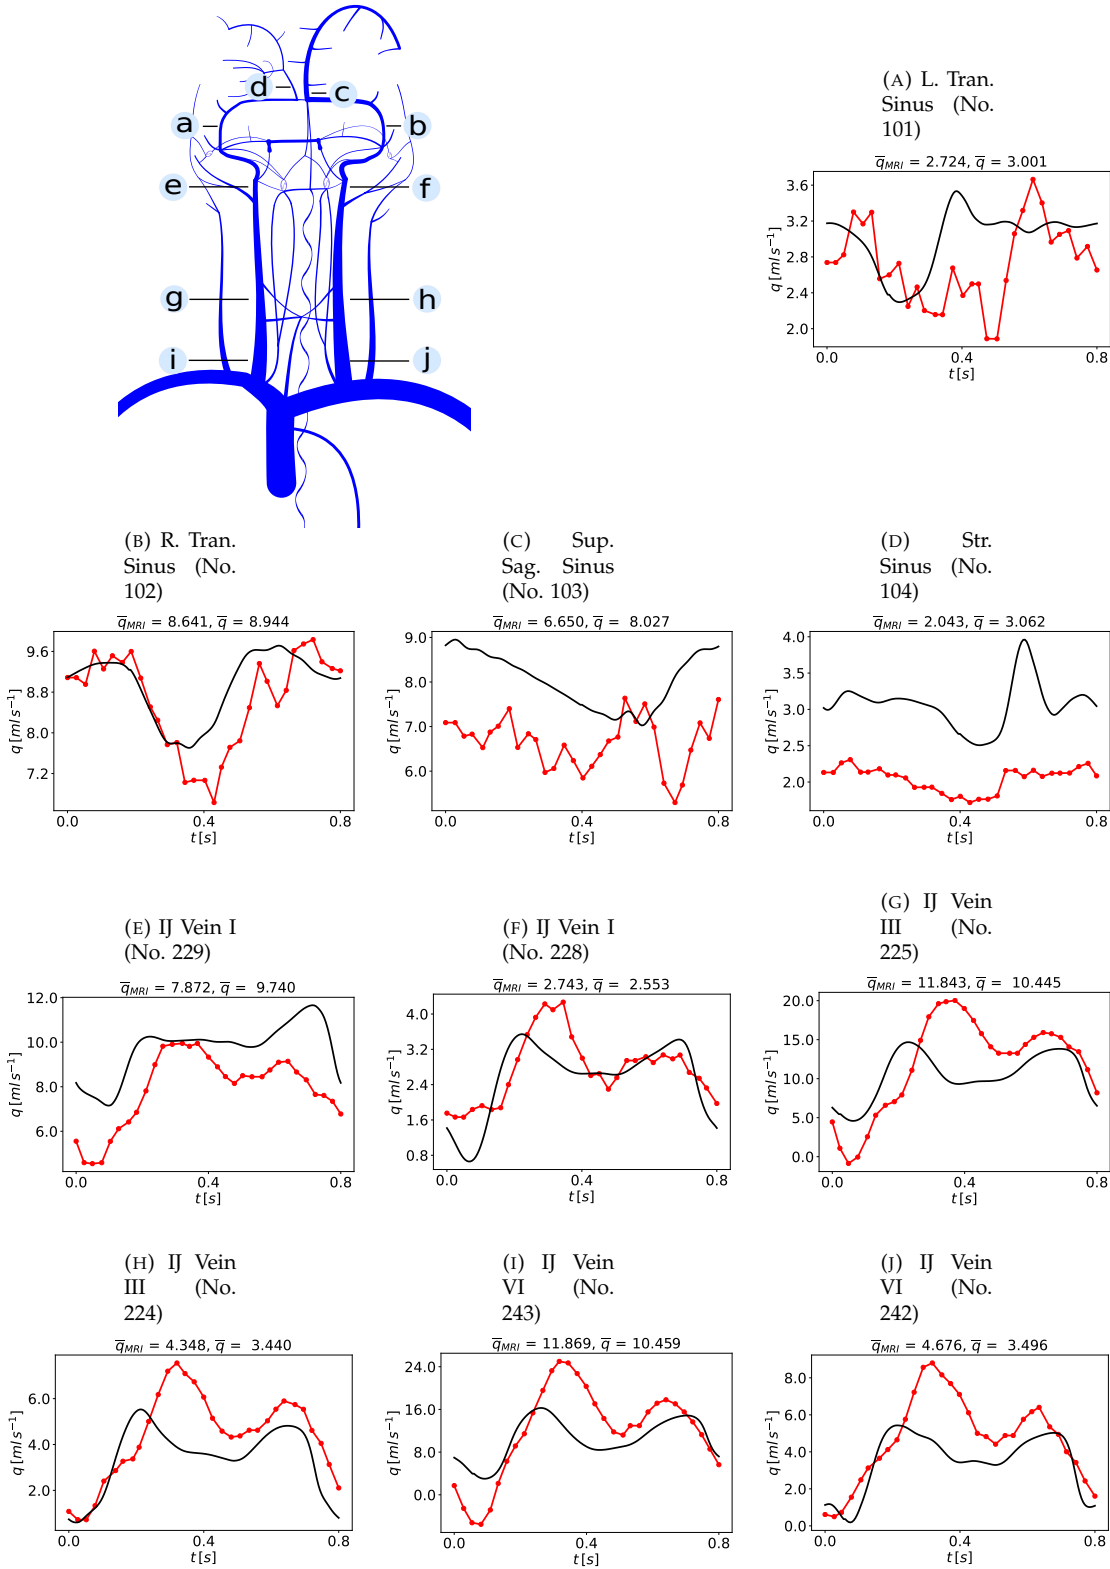 d
c
a
b
e
f
g
h
i
j
(A) L. Tran.
Sinus (No.
101)
q̅MRI = 2.724, q̅ = 3.001
3.6
3.2
2.8
2.4
2.0
q [ml s⁻¹]
0.0 0.4 0.8
t [s]
(B) R. Tran.
Sinus (No.
102)
q̅MRI = 8.641, q̅ = 8.944
9.6
8.8
8.0
7.2
q [ml s⁻¹]
0.0 0.4 0.8
t [s]
(C) Sup.
Sag. Sinus
(No. 103)
q̅MRI = 6.650, q̅ = 8.027
9.0
8.0
7.0
6.0
q [ml s⁻¹]
0.0 0.4 0.8
t [s]
(D) Str.
Sinus (No.
104)
q̅MRI = 2.043, q̅ = 3.062
4.0
3.5
3.0
2.5
2.0
q [ml s⁻¹]
0.0 0.4 0.8
t [s]
(E) IJ Vein I
(No. 229)
q̅MRI = 7.872, q̅ = 9.740
12.0
10.0
8.0
6.0
q [ml s⁻¹]
0.0 0.4 0.8
t [s]
(F) IJ Vein I
(No. 228)
q̅MRI = 2.743, q̅ = 2.553
4.0
3.2
2.4
1.6
0.8
q [ml s⁻¹]
0.0 0.4 0.8
t [s]
(G) IJ Vein
III (No.
225)
q̅MRI = 11.843, q̅ = 10.445
20.0
15.0
10.0
5.0
0.0
q [ml s⁻¹]
0.0 0.4 0.8
t [s]
(H) IJ Vein
III (No.
224)
q̅MRI = 4.348, q̅ = 3.440
6.0
4.0
2.0
q [ml s⁻¹]
0.0 0.4 0.8
t [s]
(I) IJ Vein
VI (No.
243)
q̅MRI = 11.869, q̅ = 10.459
24.0
16.0
8.0
0.0
q [ml s⁻¹]
0.0 0.4 0.8
t [s]
(J) IJ Vein
VI (No.
242)
q̅MRI = 4.676, q̅ = 3.496
8.0
6.0
4.0
2.0
0.0
q [ml s⁻¹]
0.0 0.4 0.8
t [s]